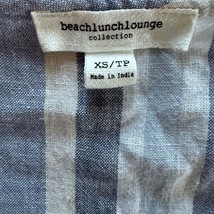 beachlunchlounge
collection
XS/TP
Made in India